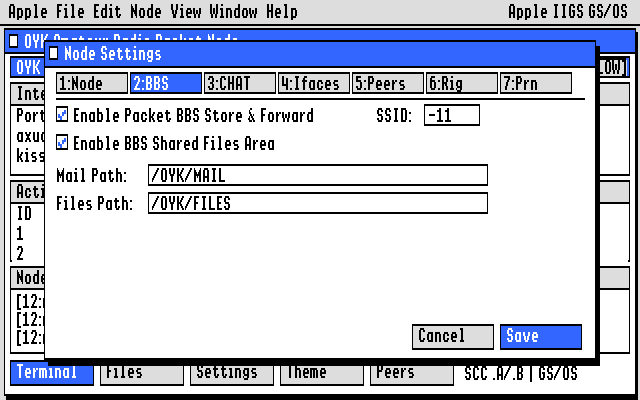 Apple File Edit Node View Window Help Apple IIGS GS/OS
OYK Amateur Radio Packet Node
Node Settings
OYK LOW]
1:Node 2:BBS 3:CHAT 4:Ifaces 5:Peers 6:Rig 7:Prn
Inte
Port
Enable Packet BBS Store & Forward SSID: -11
axud
Enable BBS Shared Files Area
kiss
Mail Path: /OYK/MAIL
Acti
Files Path: /OYK/FILES
ID
1
2
Node
[12:
[12:
[12:
Cancel Save
Terminal Files Settings Theme Peers SCC .A/.B | GS/OS